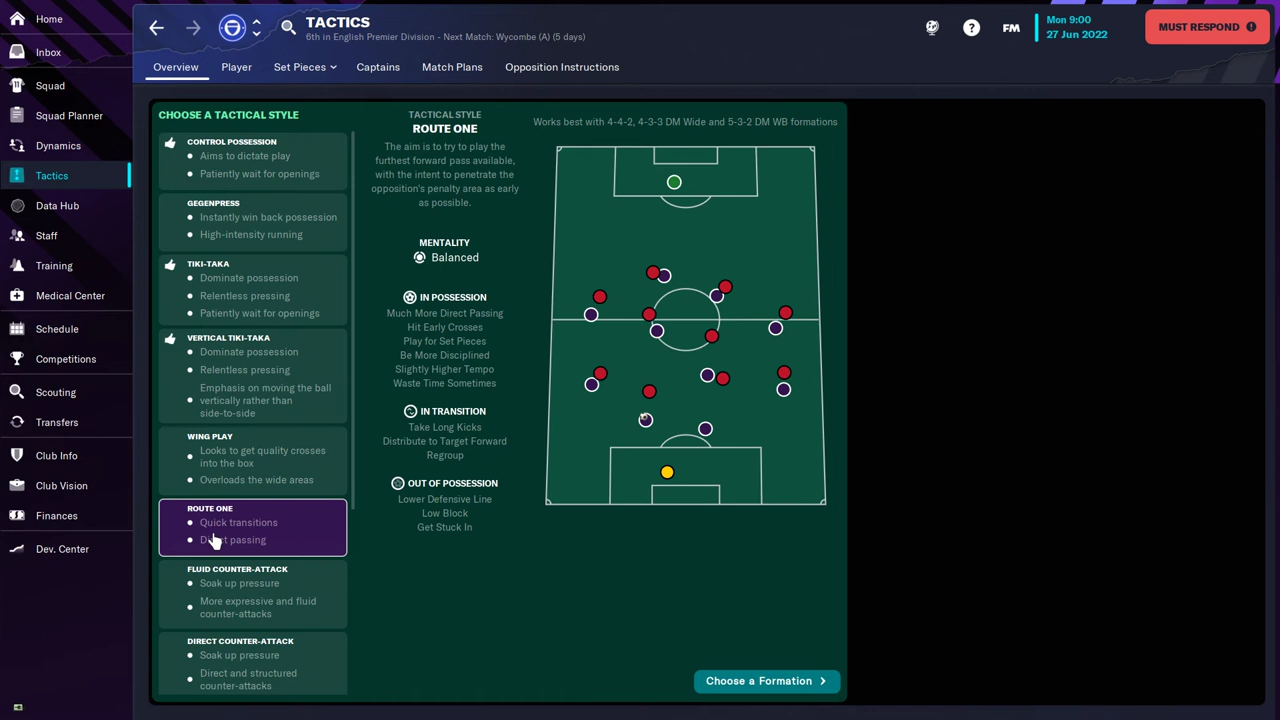 Home
Inbox
Squad
Squad Planner
Dynamics
Tactics
Data Hub
Staff
Training
Medical Center
Schedule
Competitions
Scouting
Transfers
Club Info
Club Vision
Finances
Dev. Center
TACTICS
6th in English Premier Division - Next Match: Wycombe (A) (5 days)
FM
Mon 9:00
27 Jun 2022
MUST RESPOND
Overview
Player
Set Pieces
Captains
Match Plans
Opposition Instructions
CHOOSE A TACTICAL STYLE
CONTROL POSSESSION
Aims to dictate play
Patiently wait for openings
GEGENPRESS
Instantly win back possession
High-intensity running
TIKI-TAKA
Dominate possession
Relentless pressing
Patiently wait for openings
VERTICAL TIKI-TAKA
Dominate possession
Relentless pressing
Emphasis on moving the ball
vertically rather than
side-to-side
WING PLAY
Looks to get quality crosses
into the box
Overloads the wide areas
ROUTE ONE
Quick transitions
Direct passing
FLUID COUNTER-ATTACK
Soak up pressure
More expressive and fluid
counter-attacks
DIRECT COUNTER-ATTACK
Soak up pressure
Direct and structured
counter-attacks
TACTICAL STYLE
ROUTE ONE
The aim is to try to play the
furthest forward pass available,
with the intent to penetrate the
opposition's penalty area as early
as possible.
MENTALITY
Balanced
IN POSSESSION
Much More Direct Passing
Hit Early Crosses
Play for Set Pieces
Be More Disciplined
Slightly Higher Tempo
Waste Time Sometimes
IN TRANSITION
Take Long Kicks
Distribute to Target Forward
Regroup
OUT OF POSSESSION
Lower Defensive Line
Low Block
Get Stuck In
Works best with 4-4-2, 4-3-3 DM Wide and 5-3-2 DM WB formations
Choose a Formation